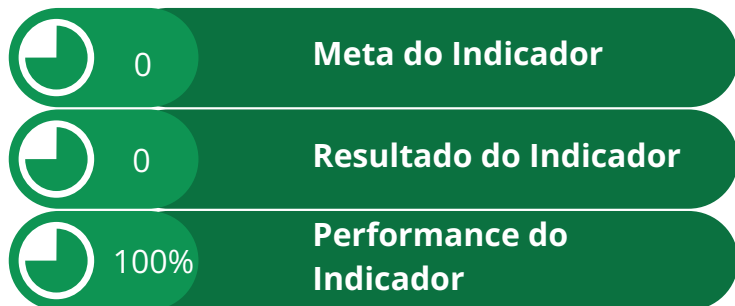 0
Meta do Indicador
0
Resultado do Indicador
100%
Performance do
Indicador